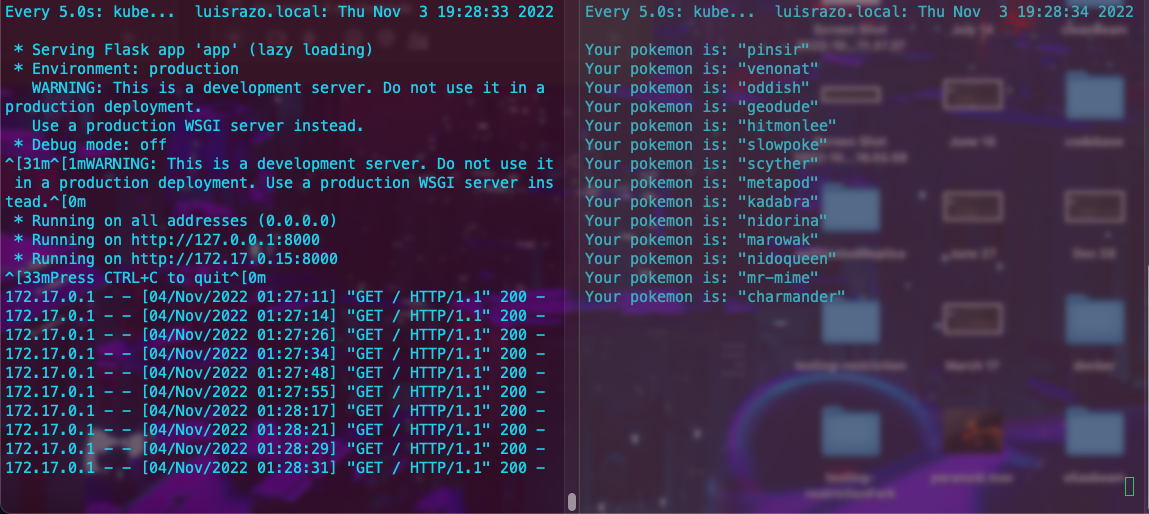 Every 5.0s: kube...  luisrazo.local: Thu Nov  3 19:28:33 2022
 * Serving Flask app 'app' (lazy loading)
 * Environment: production
   WARNING: This is a development server. Do not use it in a
production deployment.
   Use a production WSGI server instead.
 * Debug mode: off
^[31m^[1mWARNING: This is a development server. Do not use it
 in a production deployment. Use a production WSGI server ins
tead.^[0m
 * Running on all addresses (0.0.0.0)
 * Running on http://127.0.0.1:8000
 * Running on http://172.17.0.15:8000
^[33mPress CTRL+C to quit^[0m
172.17.0.1 - - [04/Nov/2022 01:27:11] "GET / HTTP/1.1" 200 -
172.17.0.1 - - [04/Nov/2022 01:27:14] "GET / HTTP/1.1" 200 -
172.17.0.1 - - [04/Nov/2022 01:27:26] "GET / HTTP/1.1" 200 -
172.17.0.1 - - [04/Nov/2022 01:27:34] "GET / HTTP/1.1" 200 -
172.17.0.1 - - [04/Nov/2022 01:27:48] "GET / HTTP/1.1" 200 -
172.17.0.1 - - [04/Nov/2022 01:27:55] "GET / HTTP/1.1" 200 -
172.17.0.1 - - [04/Nov/2022 01:28:17] "GET / HTTP/1.1" 200 -
172.17.0.1 - - [04/Nov/2022 01:28:21] "GET / HTTP/1.1" 200 -
172.17.0.1 - - [04/Nov/2022 01:28:29] "GET / HTTP/1.1" 200 -
172.17.0.1 - - [04/Nov/2022 01:28:31] "GET / HTTP/1.1" 200 -
Every 5.0s: kube...  luisrazo.local: Thu Nov  3 19:28:34 2022
Your pokemon is: "pinsir"
Your pokemon is: "venonat"
Your pokemon is: "oddish"
Your pokemon is: "geodude"
Your pokemon is: "hitmonlee"
Your pokemon is: "slowpoke"
Your pokemon is: "scyther"
Your pokemon is: "metapod"
Your pokemon is: "kadabra"
Your pokemon is: "nidorina"
Your pokemon is: "marowak"
Your pokemon is: "nidoqueen"
Your pokemon is: "mr-mime"
Your pokemon is: "charmander"